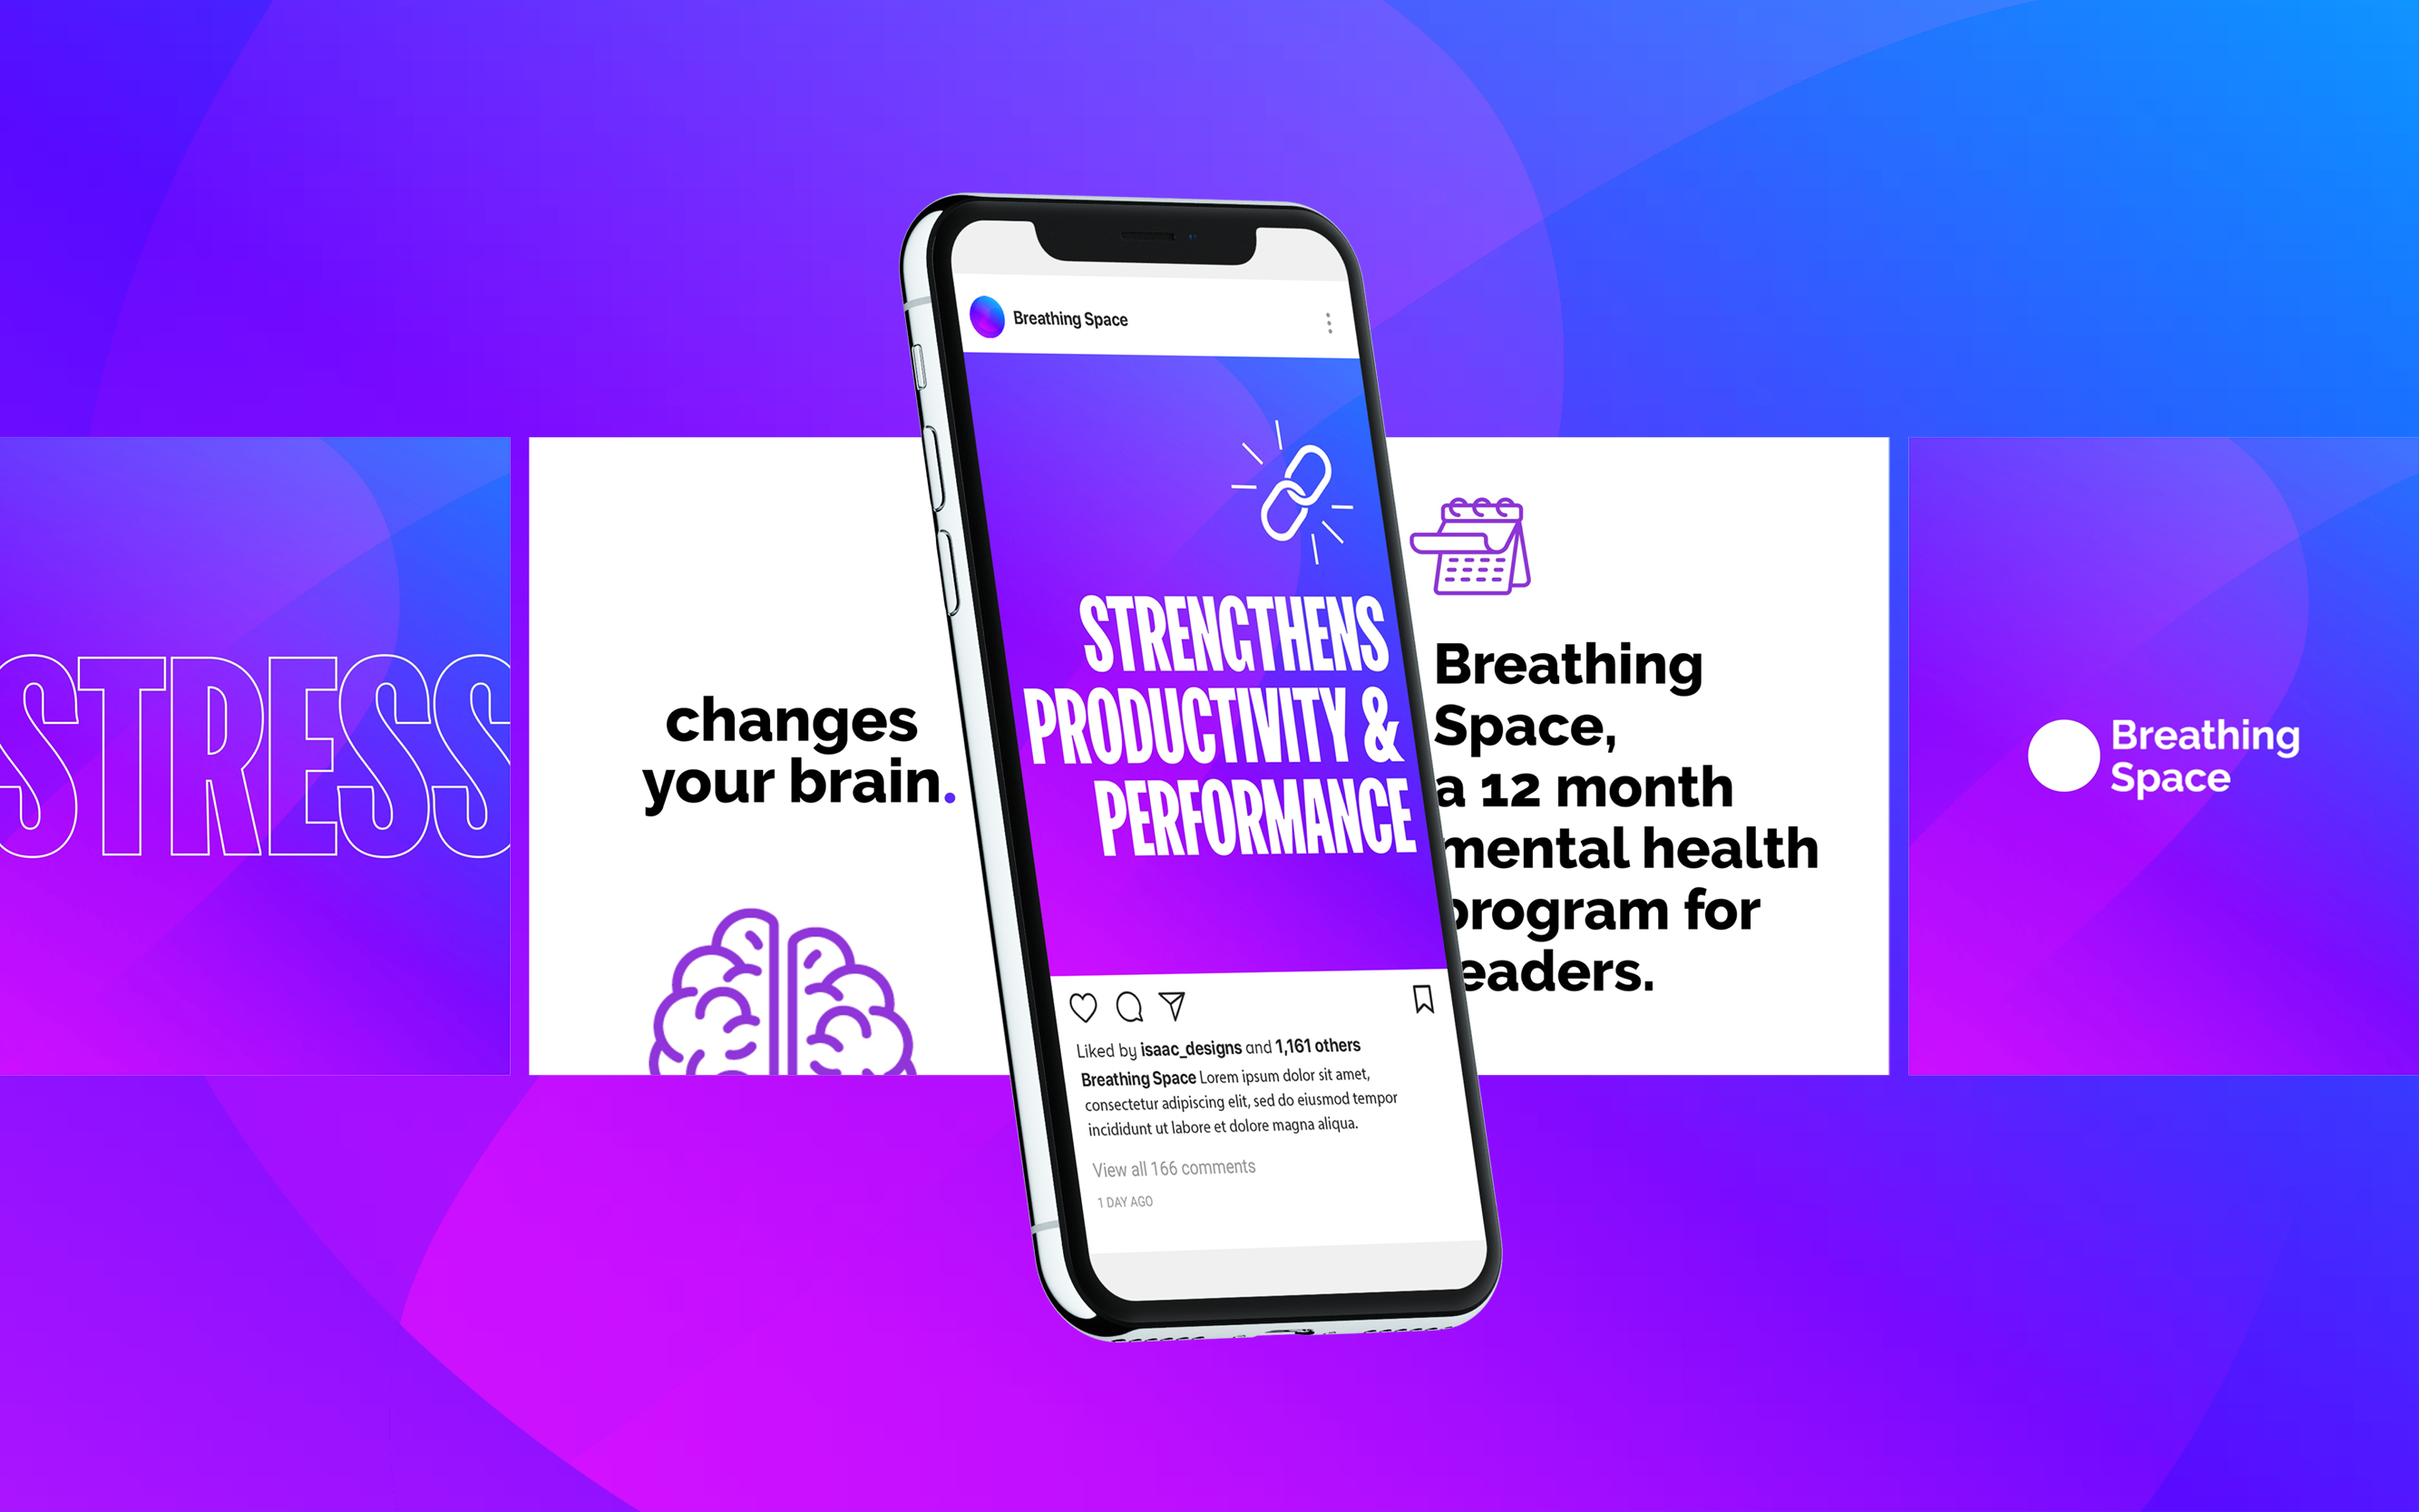 STRESS
changes
your brain.
Breathing Space
STRENGTHENS
PRODUCTIVITY &
PERFORMANCE
Liked by isaac_designs and 1,161 others
Breathing Space Lorem ipsum dolor sit amet,
consectetur adipiscing elit, sed do eiusmod tempor
incididunt ut labore et dolore magna aliqua.
View all 166 comments
1 DAY AGO
Breathing
Space,
a 12 month
mental health
program for
leaders.
Breathing
Space